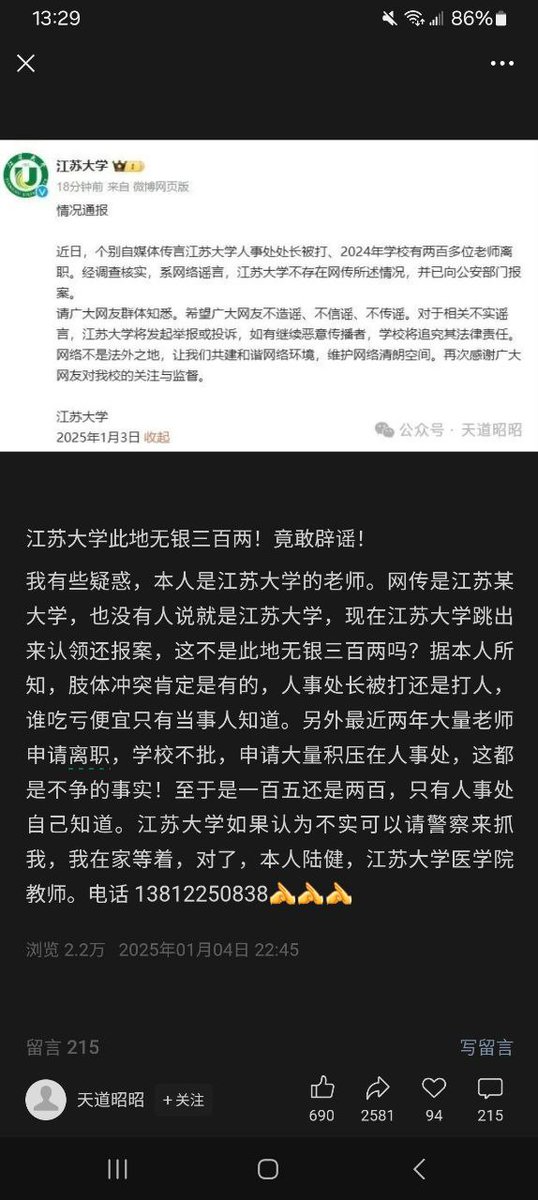 13:29
86%
江苏大学
18分钟前 来自 微博网页版
情况通报
近日，个别自媒体传言江苏大学人事处处长被打、2024年学校有两百多位老师离
职。经调查核实，系网络谣言，江苏大学不存在网传所述情况，并已向公安部门报
案。
请广大网友群体知悉。希望广大网友不造谣、不信谣、不传谣。对于相关不实谣
言，江苏大学将发起举报或投诉，如有继续恶意传播者，学校将追究其法律责任。
网络不是法外之地，让我们共建和谐网络环境，维护网络清朗空间。再次感谢广大
网友对我校的关注与监督。
江苏大学
2025年1月3日 收起
公众号 · 天道昭昭
江苏大学此地无银三百两！竟敢辟谣！
我有些疑惑，本人是江苏大学的老师。网传是江苏某
大学，也没有人说就是江苏大学，现在江苏大学跳出
来认领还报案，这不是此地无银三百两吗？据本人所
知，肢体冲突肯定是有的，人事处长被打还是打人，
谁吃亏便宜只有当事人知道。另外最近两年大量老师
申请离职，学校不批，申请大量积压在人事处，这都
是不争的事实！至于是一百五还是两百，只有人事处
自己知道。江苏大学如果认为不实可以请警察来抓
我，我在家等着，对了，本人陆健，江苏大学医学院
教师。电话 13812250838
浏览 2.2万 2025年01月04日 22:45
留言 215
写留言
天道昭昭
+关注
690
2581
94
215